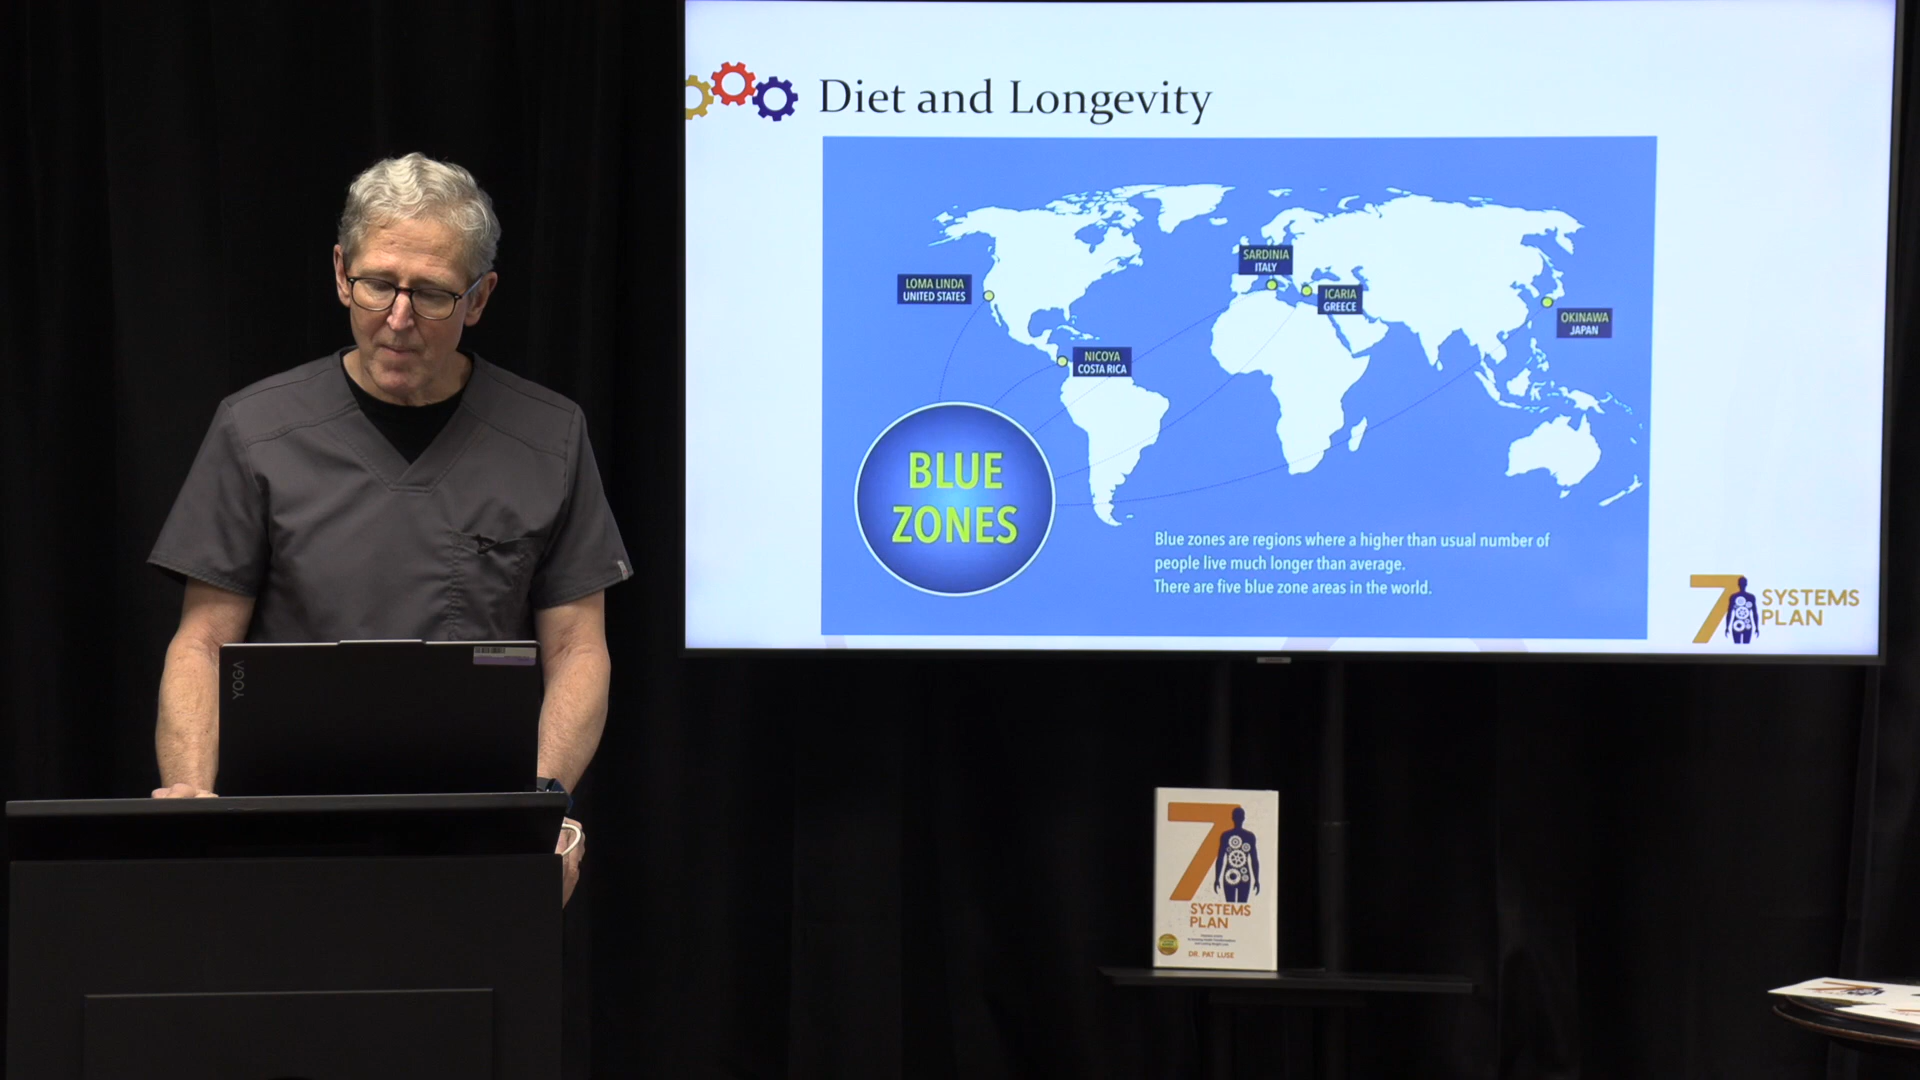 Diet and Longevity
LOMA LINDA
UNITED STATES
SARDINIA
ITALY
ICARIA
GREECE
OKINAWA
JAPAN
NICOYA
COSTA RICA
BLUE
ZONES
Blue zones are regions where a higher than usual number of
people live much longer than average.
There are five blue zone areas in the world.
7 SYSTEMS
PLAN
YOGA
7
SYSTEMS
PLAN
DR. PAT LUSE
7